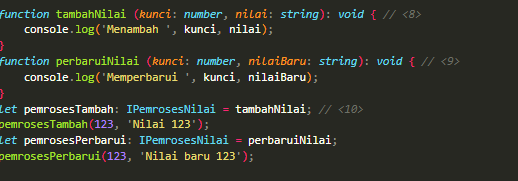 function tambahNilai (kunci: number, nilai: string): void { // <8>
console.log('Menambah ', kunci, nilai);
}
function perbaruiNilai (kunci: number, nilaiBaru: string): void { // <9>
console.log('Memperbarui ', kunci, nilaiBaru);
}
let pemrosesTambah: IPemrosesNilai = tambahNilai; // <10>
pemrosesTambah(123, 'Nilai 123');
let pemrosesPerbarui: IPemrosesNilai = perbaruiNilai;
pemrosesPerbarui(123, 'Nilai baru 123');